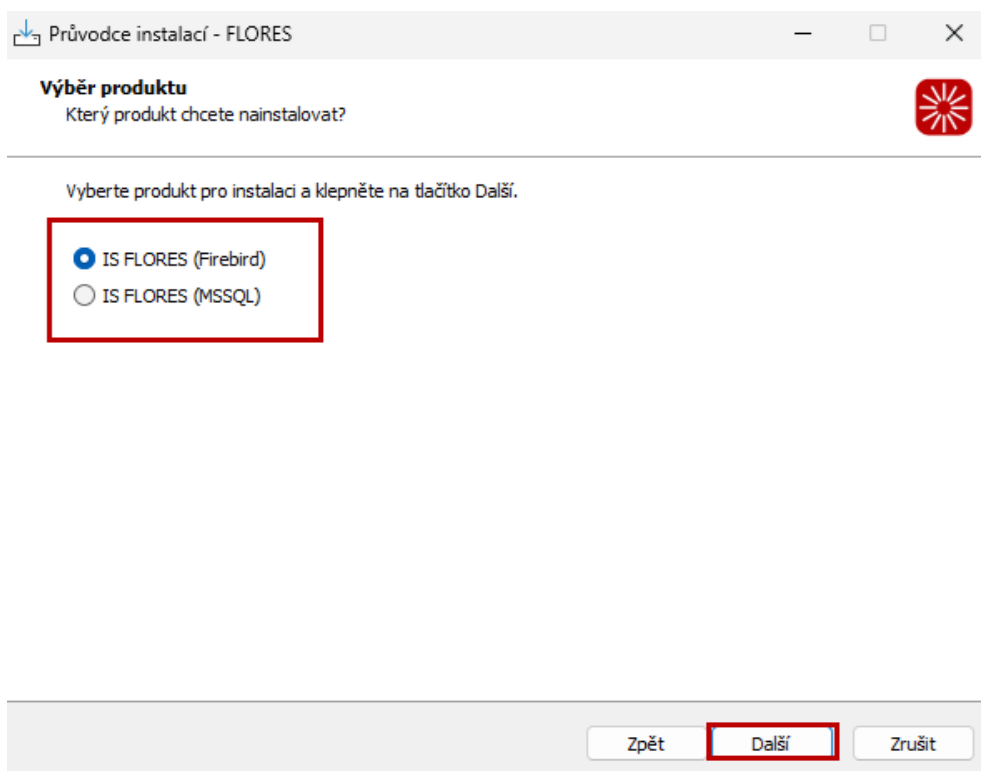 Průvodce instalací - FLORES
Výběr produktu
Který produkt chcete nainstalovat?
Vyberte produkt pro instalaci a klepněte na tlačítko Další.
IS FLORES (Firebird)
IS FLORES (MSSQL)
Zpět
Další
Zrušit